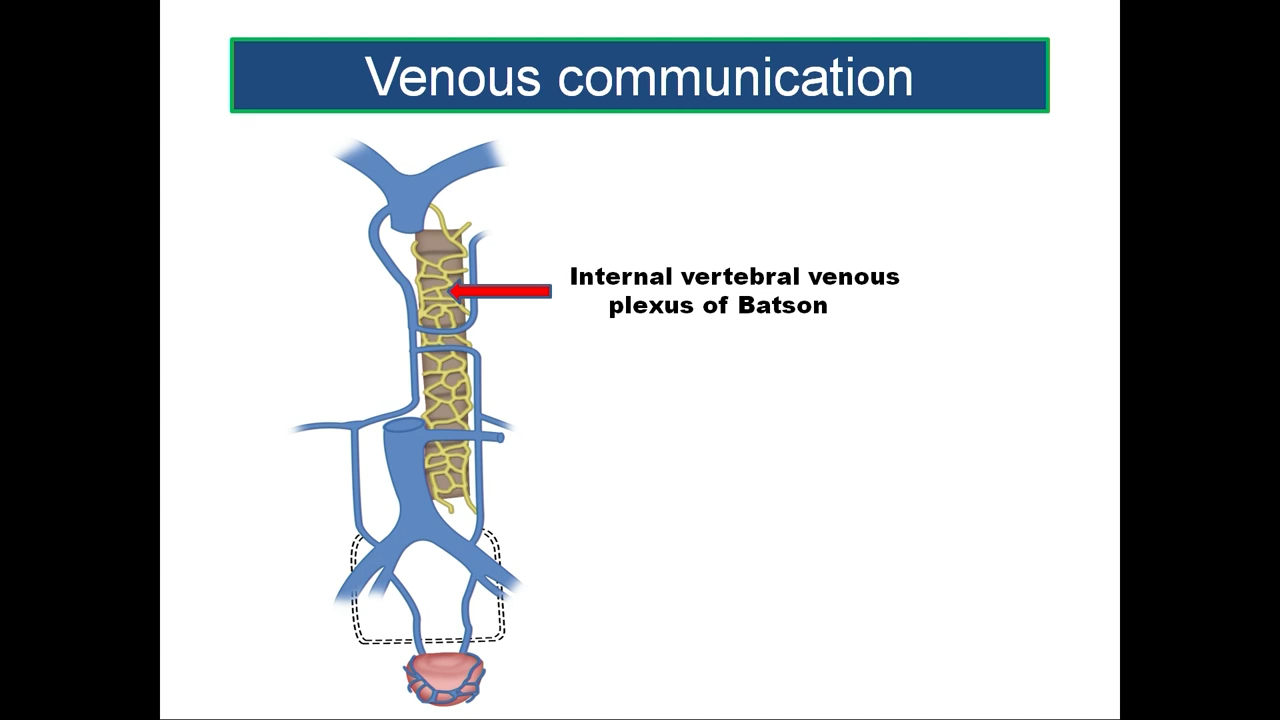 Venous communication
Internal vertebral venous
plexus of Batson